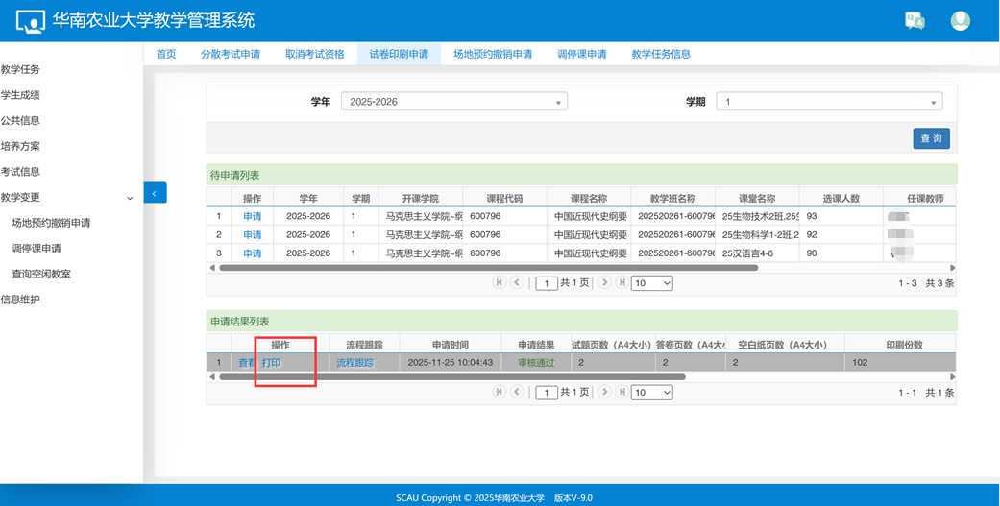 华南农业大学教学管理系统
首页 分散考试申请 取消考试资格 试卷印刷申请 场地预约撤销申请 调停课申请 教学任务信息
教学任务
学生成绩
公共信息
培养方案
考试信息
教学变更
场地预约撤销申请
调停课申请
查询空闲教室
信息维护
学年 2025-2026 学期 1
查 询
待申请列表
操作 学年 学期 开课学院 课程代码 课程名称 教学班名称 课堂名称 选课人数 任课教师
1 申请 2025-2026 1 马克思主义学院~纲 600796 中国近现代史纲要 202520261-600796 25生物技术2班,25生 93
2 申请 2025-2026 1 马克思主义学院~纲 600796 中国近现代史纲要 202520261-600796 25生物科学1-2班,2 92
3 申请 2025-2026 1 马克思主义学院~纲 600796 中国近现代史纲要 202520261-600796 25汉语言4-6 90
1 共 1 页 10 1 - 3 共 3 条
申请结果列表
操作 流程跟踪 申请时间 申请结果 试题页数（A4大小） 答卷页数（A4大小 空白纸页数（A4大小） 印刷份数
1 查看 打印 流程跟踪 2025-11-25 10:04:43 审核通过 2 2 2 102
1 共 1 页 10 1 - 1 共 1 条
SCAU Copyright © 2025华南农业大学 版本V-9.0